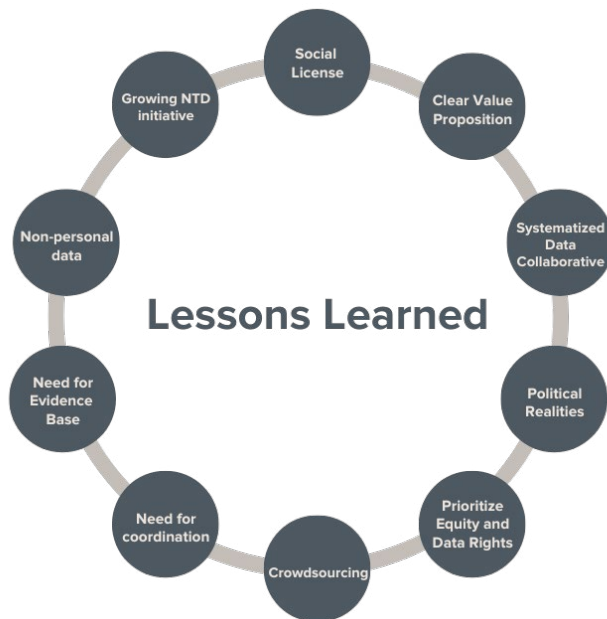 Social
License
Clear Value
Proposition
Systematized
Data
Collaborative
Political
Realities
Prioritize
Equity and
Data Rights
Crowdsourcing
Need for
coordination
Need for
Evidence
Base
Non-personal
data
Growing NTD
initiative
Lessons Learned